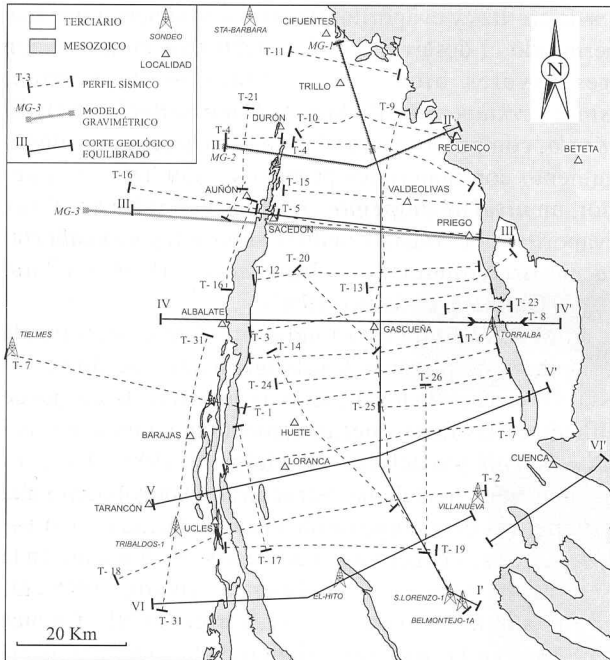 TERCIARIO
MESOZOICO
SONDEO
LOCALIDAD
T-3
PERFIL SÍSMICO
MG-3
MODELO
GRAVIMÉTRICO
III
CORTE GEOLÓGICO
EQUILIBRADO
STA-BARBARA
CIFUENTES
MG-1
T-11
TRILLO
N
T-21
T-10
T-9
DURÓN
T-4
II
MG-2
T-4
II'
RECUENCO
BETETA
T-16
AUÑÓN
T-15
VALDEOLIVAS
MG-3
III
T-5
SACEDÓN
PRIEGO
III'
T-20
T-12
T-16
T-13
T-23
IV
ALBALATE
GASCUEÑA
IV'
T-8
T-6
TORRALBA
TIELMES
T-7
T-31
T-3
T-14
T-24
T-26
V'
T-1
T-25
BARAJAS
HUETE
T-7
LORANCA
CUENCA
VI'
V
TARANCÓN
T-2
VILLANUEVA
UCLES
TRIBALDOS-1
T-17
T-19
T-18
EL-HITO
S.LORENZO-1
I'
VI
T-31
BELMONTEJO-1A
20 Km